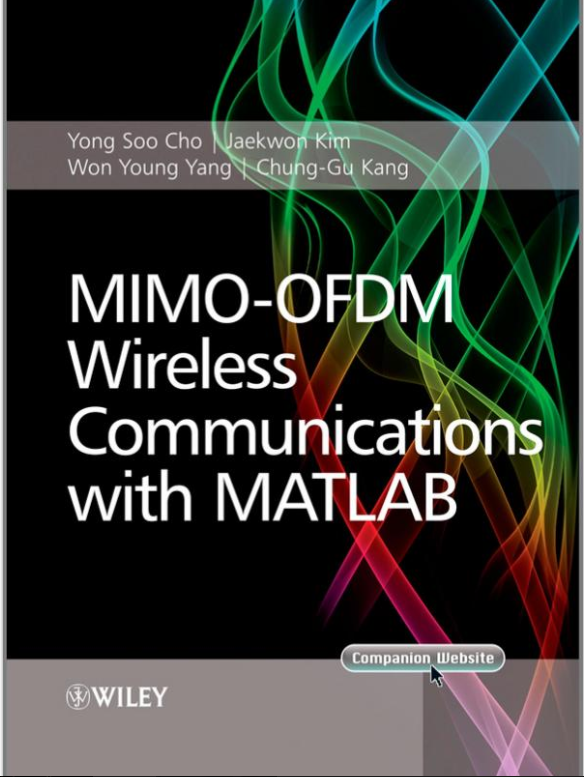 Yong Soo Cho | Jaekwon Kim
Won Young Yang | Chung-Gu Kang
MIMO-OFDM
Wireless
Communications
with MATLAB
Companion Website
WILEY